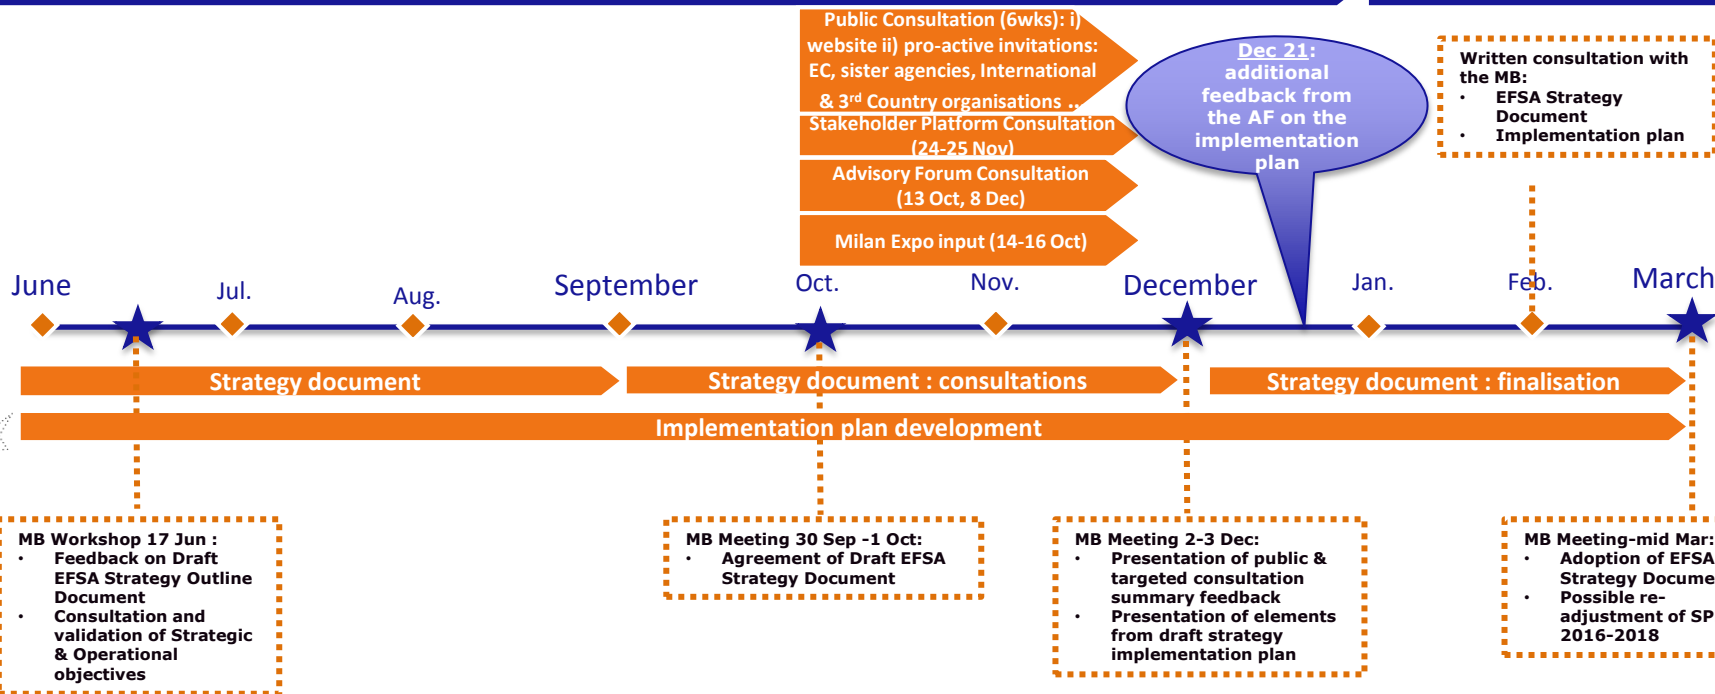 Public Consultation (6wks): i)
website ii) pro-active invitations:
EC, sister agencies, International
& 3rd Country organisations ..
Stakeholder Platform Consultation
(24-25 Nov)
Advisory Forum Consultation
(13 Oct, 8 Dec)
Milan Expo input (14-16 Oct)
Dec 21:
additional
feedback from
the AF on the
implementation
plan
Written consultation with
the MB:
• EFSA Strategy
Document
• Implementation plan
June
Jul.
Aug.
September
Oct.
Nov.
December
Jan.
Feb.
March
Strategy document
Strategy document : consultations
Strategy document : finalisation
Implementation plan development
MB Workshop 17 Jun :
• Feedback on Draft
EFSA Strategy Outline
Document
• Consultation and
validation of Strategic
& Operational
objectives
MB Meeting 30 Sep -1 Oct:
• Agreement of Draft EFSA
Strategy Document
MB Meeting 2-3 Dec:
• Presentation of public &
targeted consultation
summary feedback
• Presentation of elements
from draft strategy
implementation plan
MB Meeting-mid Mar:
• Adoption of EFSA
Strategy Docume
• Possible re-
adjustment of SP
2016-2018